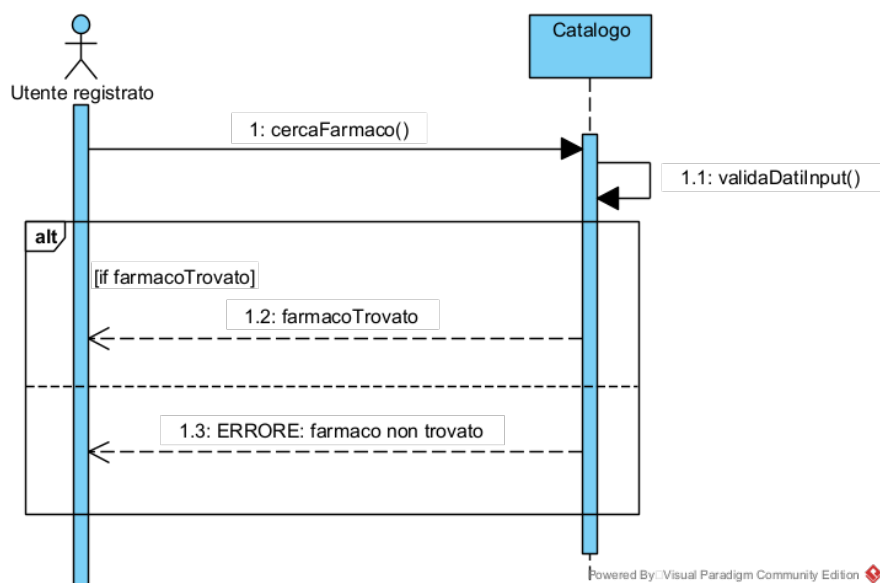 Catalogo
Utente registrato
1: cercaFarmaco()
1.1: validaDatiInput()
alt
[if farmacoTrovato]
1.2: farmacoTrovato
1.3: ERRORE: farmaco non trovato
Powered By Visual Paradigm Community Edition